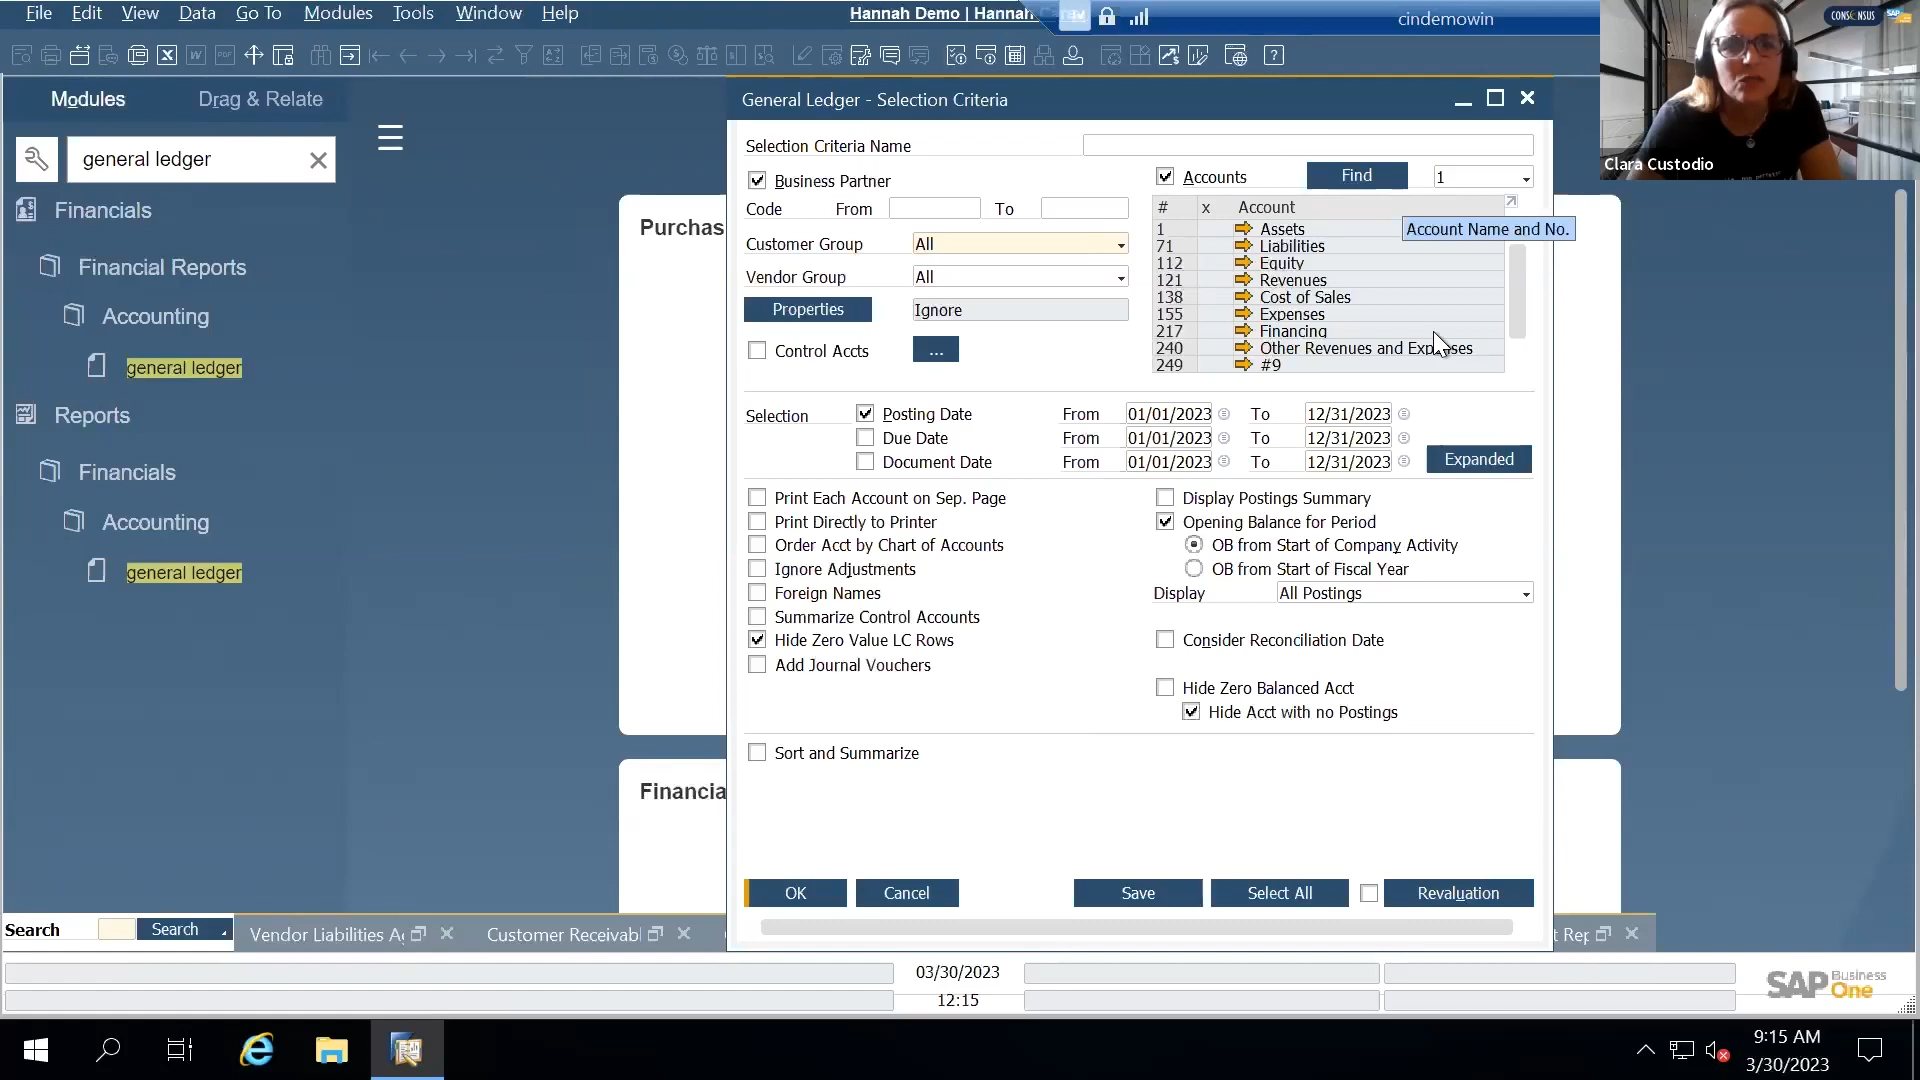 File Edit View Data Go To Modules Tools Window Help
Hannah Demo | Hannah
cindemowin
CONSENSUS
SAP
Clara Custodio
Modules
Drag & Relate
general ledger
Financials
Financial Reports
Accounting
general ledger
Reports
Financials
Accounting
general ledger
Purchas
Financia
General Ledger - Selection Criteria
Selection Criteria Name
Business Partner
Code From To
Customer Group All
Vendor Group All
Properties Ignore
Control Accts ...
Accounts Find 1
# x Account
1 Assets
Account Name and No.
71 Liabilities
112 Equity
121 Revenues
138 Cost of Sales
155 Expenses
217 Financing
240 Other Revenues and Expenses
249 #9
Selection Posting Date From 01/01/2023 To 12/31/2023
Due Date From 01/01/2023 To 12/31/2023
Document Date From 01/01/2023 To 12/31/2023
Expanded
Print Each Account on Sep. Page
Print Directly to Printer
Order Acct by Chart of Accounts
Ignore Adjustments
Foreign Names
Summarize Control Accounts
Hide Zero Value LC Rows
Add Journal Vouchers
Display Postings Summary
Opening Balance for Period
OB from Start of Company Activity
OB from Start of Fiscal Year
Display All Postings
Consider Reconciliation Date
Hide Zero Balanced Acct
Hide Acct with no Postings
Sort and Summarize
OK Cancel Save Select All Revaluation
Search Search
Vendor Liabilities A
Customer Receivabl
t Rep
03/30/2023
12:15
SAP Business One
9:15 AM
3/30/2023